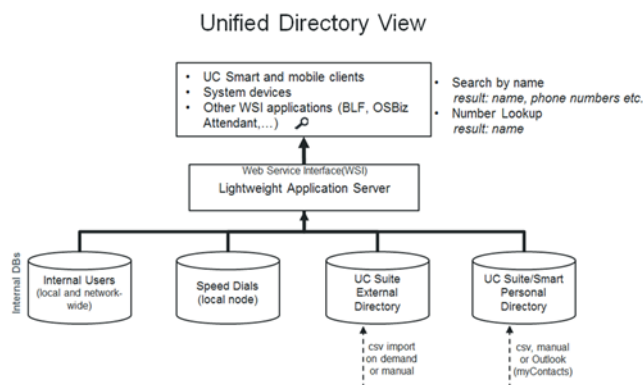 Unified Directory View
• UC Smart and mobile clients
• System devices
• Other WSI applications (BLF, OSBiz
Attendant,...)
• Search by name
result: name, phone numbers etc.
• Number Lookup
result: name
Web Service Interface(WSI)
Lightweight Application Server
Internal DBs
Internal Users
(local and network-
wide)
Speed Dials
(local node)
UC Suite
External
Directory
UC Suite/Smart
Personal
Directory
csv import
on demand
or manual
csv, manual
or Outlook
(myContacts)